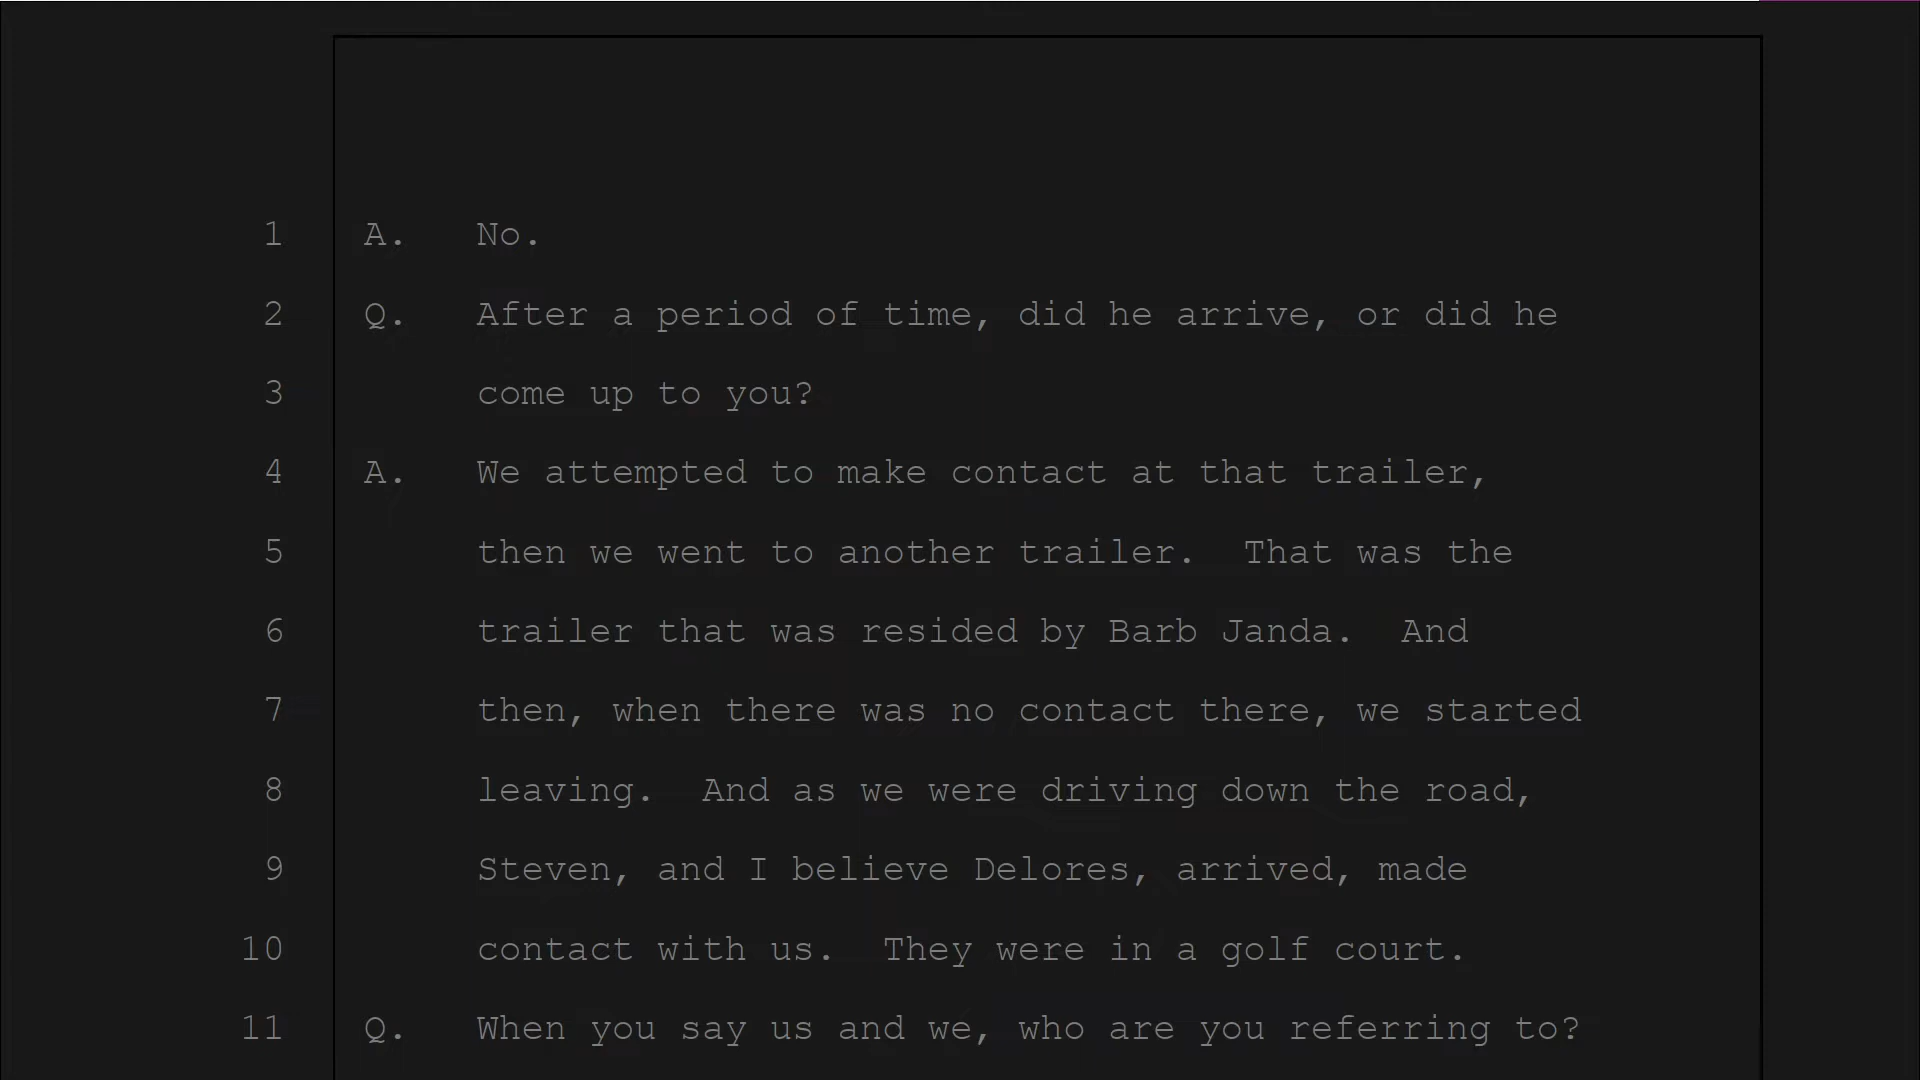 1 A. No.
2 Q. After a period of time, did he arrive, or did he
3 come up to you?
4 A. We attempted to make contact at that trailer,
5 then we went to another trailer. That was the
6 trailer that was resided by Barb Janda. And
7 then, when there was no contact there, we started
8 leaving. And as we were driving down the road,
9 Steven, and I believe Delores, arrived, made
10 contact with us. They were in a golf court.
11 Q. When you say us and we, who are you referring to?